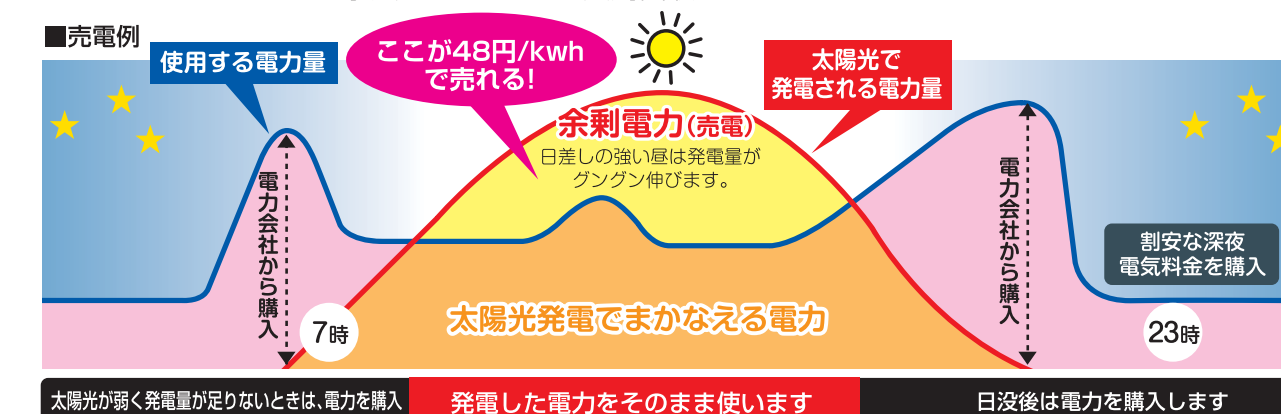 ■売電例
使用する電力量
ここが48円/kwh
で売れる!
太陽光で
発電される電力量
余剰電力(売電)
日差しの強い昼は発電量が
グングン伸びます。
電力会社から購入
電力会社から購入
割安な深夜
電気料金を購入
太陽光発電でまかなえる電力
7時
23時
太陽光が弱く発電量が足りないときは、電力を購入
発電した電力をそのまま使います
日没後は電力を購入します